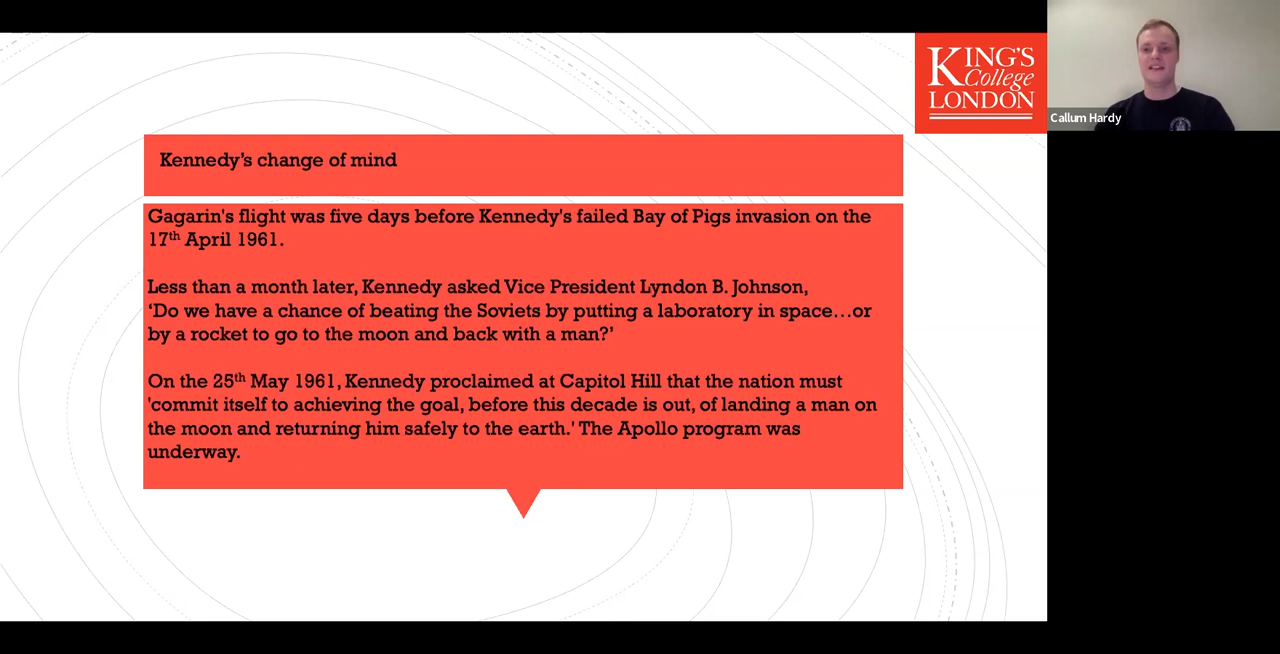 KING'S
College
LONDON
Callum Hardy
Kennedy’s change of mind
Gagarin's flight was five days before Kennedy's failed Bay of Pigs invasion on the
17th April 1961.
Less than a month later, Kennedy asked Vice President Lyndon B. Johnson,
‘Do we have a chance of beating the Soviets by putting a laboratory in space…or
by a rocket to go to the moon and back with a man?’
On the 25th May 1961, Kennedy proclaimed at Capitol Hill that the nation must
'commit itself to achieving the goal, before this decade is out, of landing a man on
the moon and returning him safely to the earth.' The Apollo program was
underway.